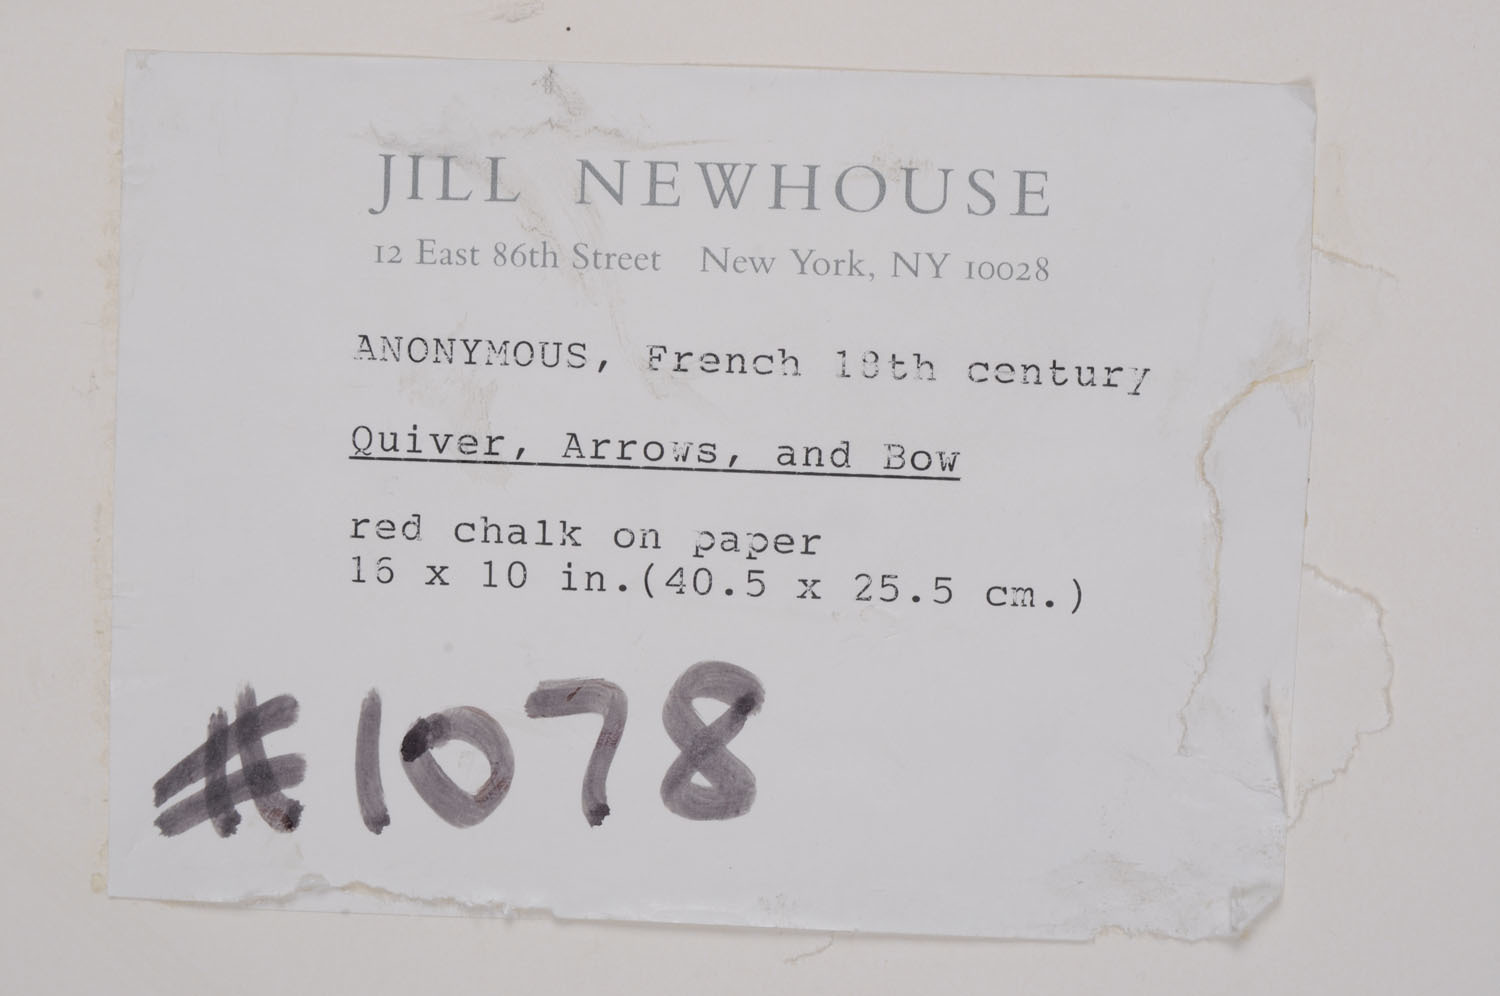 JILL NEWHOUSE
12 East 86th Street New York, NY 10028
ANONYMOUS, French 18th century
Quiver, Arrows, and Bow
red chalk on paper
16 x 10 in.(40.5 x 25.5 cm.)
#1078